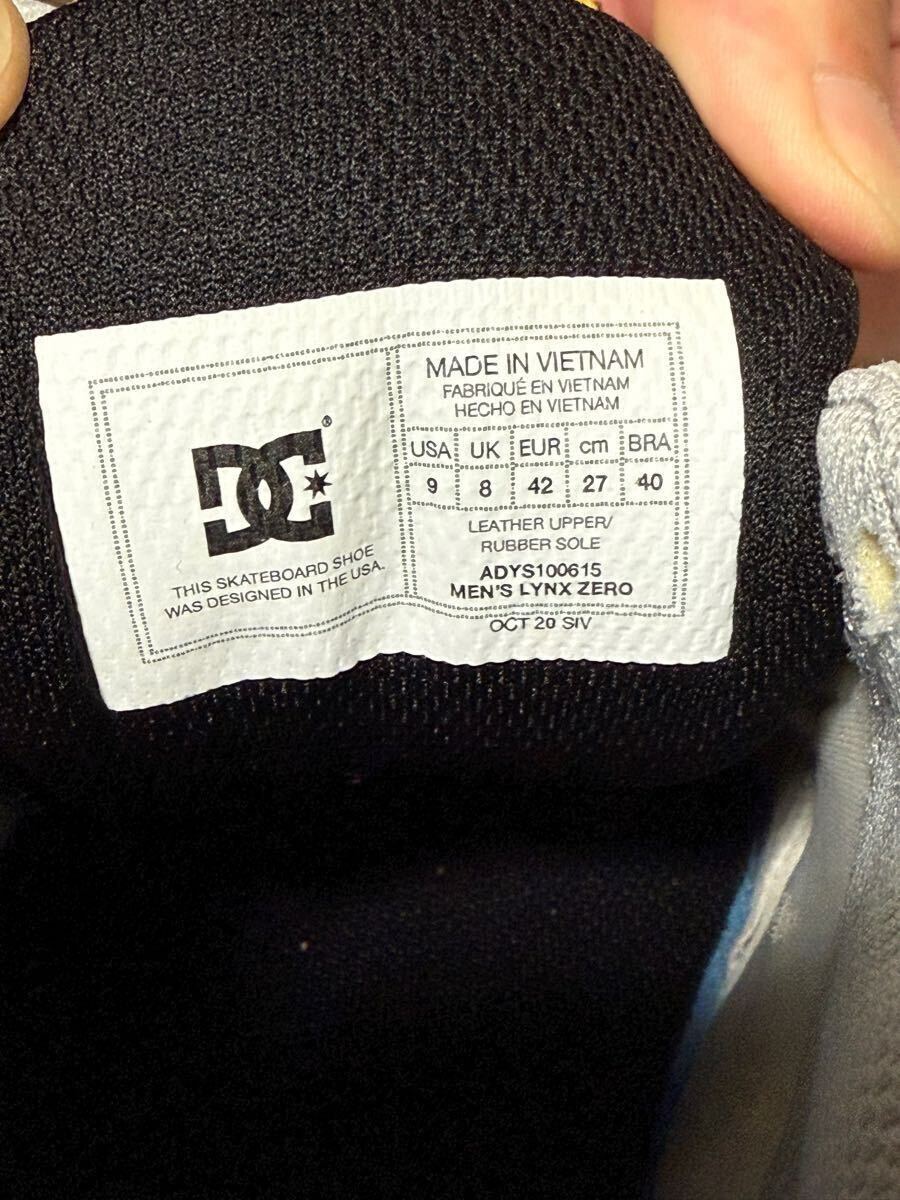 DC
®
THIS SKATEBOARD SHOE
WAS DESIGNED IN THE USA.
MADE IN VIETNAM
FABRIQUÉ EN VIETNAM
HECHO EN VIETNAM
USA UK EUR cm BRA
9 8 42 27 40
LEATHER UPPER/
RUBBER SOLE
ADYS100615
MEN'S LYNX ZERO
OCT 20 SIV